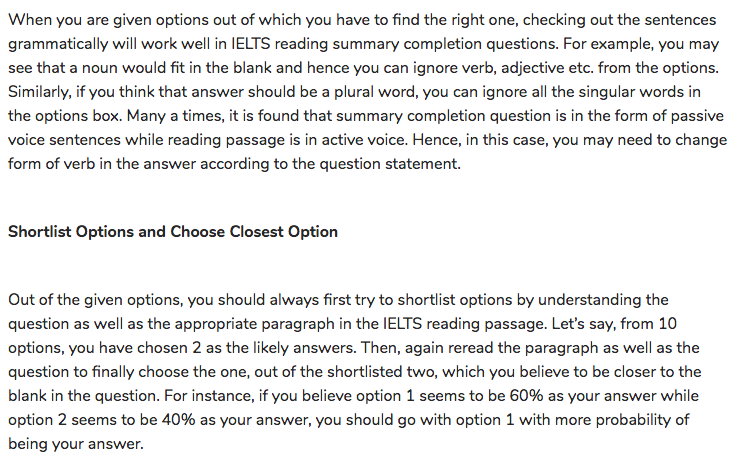 When you are given options out of which you have to find the right one, checking out the sentences
grammatically will work well in IELTS reading summary completion questions. For example, you may
see that a noun would fit in the blank and hence you can ignore verb, adjective etc. from the options.
Similarly, if you think that answer should be a plural word, you can ignore all the singular words in
the options box. Many a times, it is found that summary completion question is in the form of passive
voice sentences while reading passage is in active voice. Hence, in this case, you may need to change
form of verb in the answer according to the question statement.
Shortlist Options and Choose Closest Option
Out of the given options, you should always first try to shortlist options by understanding the
question as well as the appropriate paragraph in the IELTS reading passage. Let’s say, from 10
options, you have chosen 2 as the likely answers. Then, again reread the paragraph as well as the
question to finally choose the one, out of the shortlisted two, which you believe to be closer to the
blank in the question. For instance, if you believe option 1 seems to be 60% as your answer while
option 2 seems to be 40% as your answer, you should go with option 1 with more probability of
being your answer.